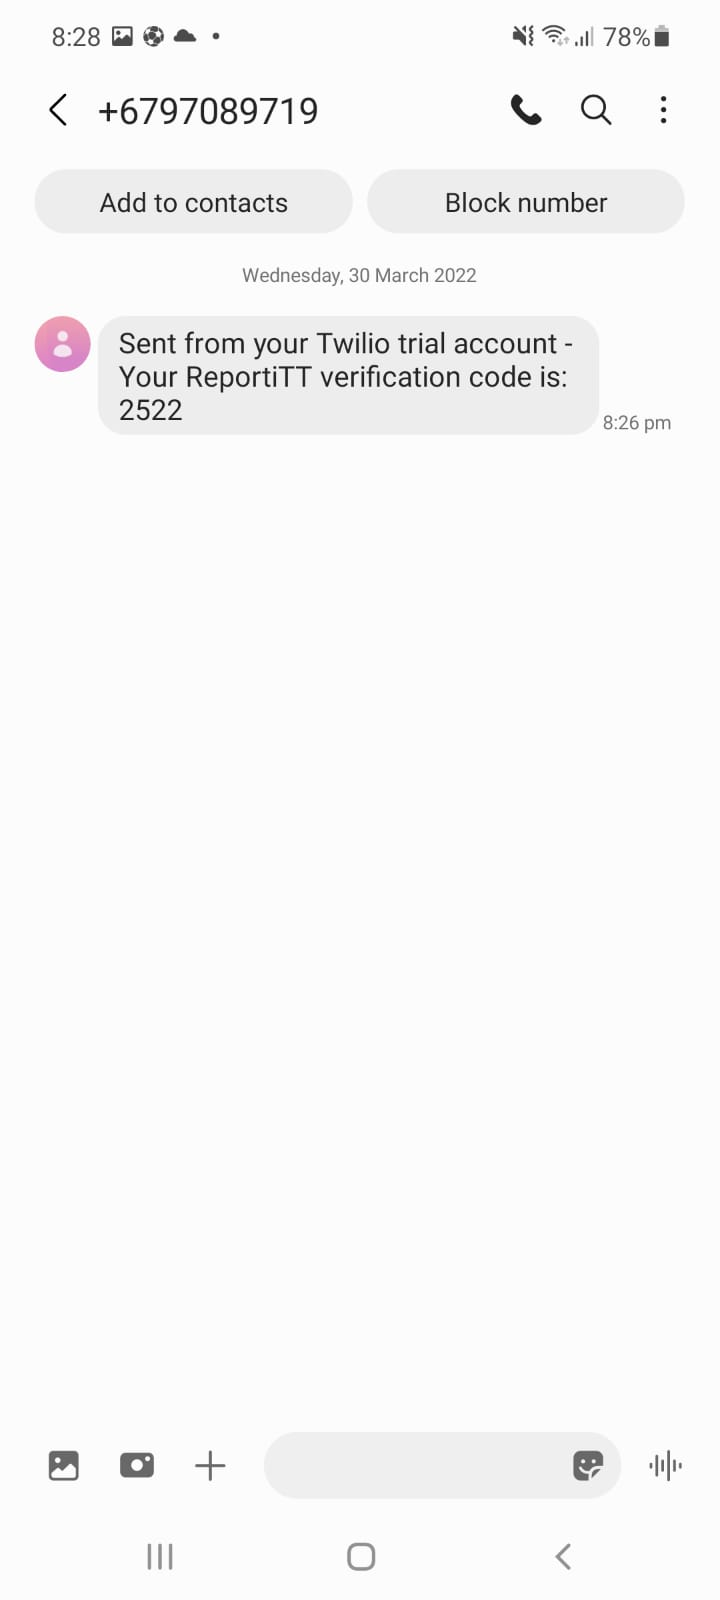 8:28
78%
+6797089719
Add to contacts
Block number
Wednesday, 30 March 2022
Sent from your Twilio trial account -
Your ReportiTT verification code is:
2522
8:26 pm